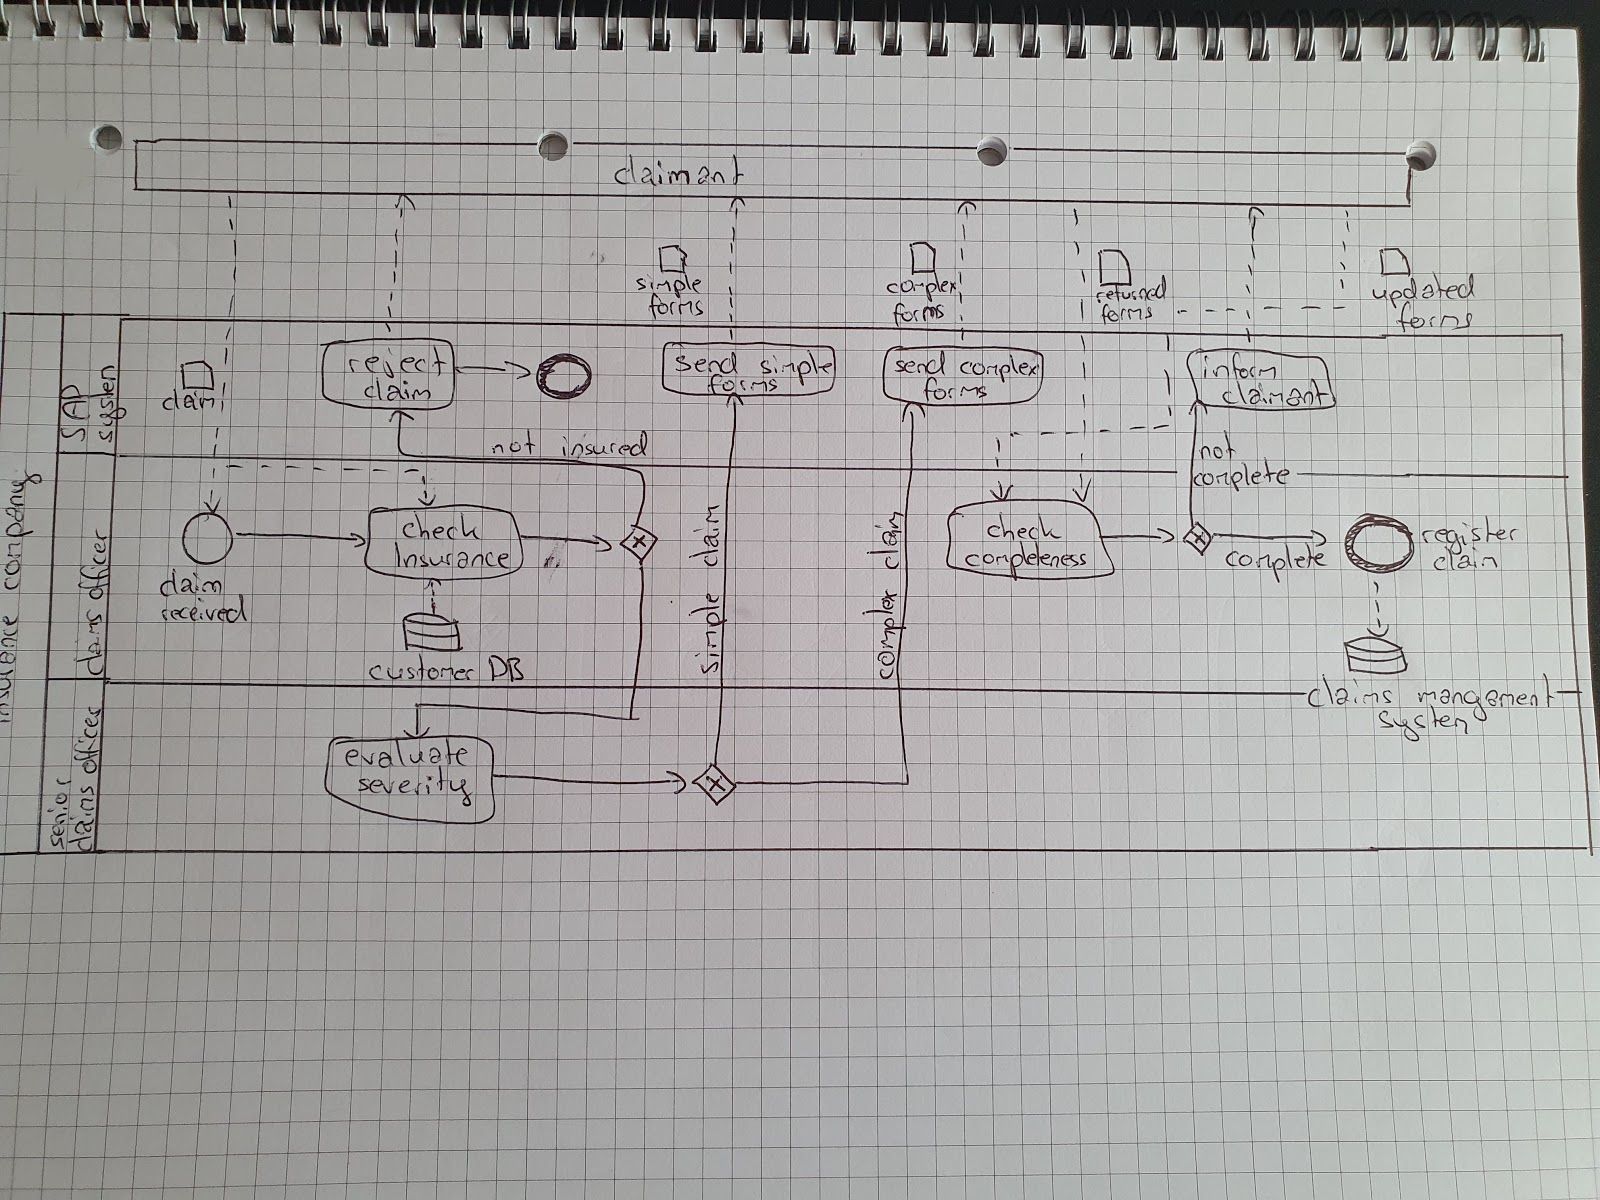 claimant
simple
forms
complex
forms
returned
forms
updated
forms
insurance company
SAP
system
claim
reject
claim
send simple
forms
send complex
forms
inform
claimant
not insured
not
complete
claims officer
claim
received
check
Insurance
customer DB
simple claim
complex claim
check
completeness
complete
register
claim
claims mangement
system
senior
claims officer
evaluate
severity